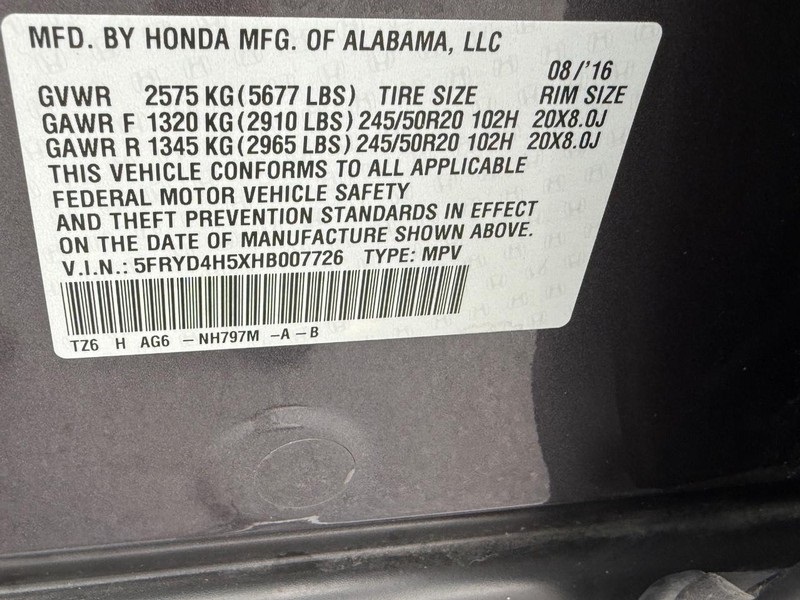 MFD. BY HONDA MFG. OF ALABAMA, LLC
08/'16
GVWR 2575 KG (5677 LBS) TIRE SIZE RIM SIZE
GAWR F 1320 KG (2910 LBS) 245/50R20 102H 20X8.0J
GAWR R 1345 KG (2965 LBS) 245/50R20 102H 20X8.0J
THIS VEHICLE CONFORMS TO ALL APPLICABLE
FEDERAL MOTOR VEHICLE SAFETY
AND THEFT PREVENTION STANDARDS IN EFFECT
ON THE DATE OF MANUFACTURE SHOWN ABOVE.
V.I.N.: 5FRYD4H5XHB007726 TYPE: MPV
TZ6 H AG6 - NH797M - A - B